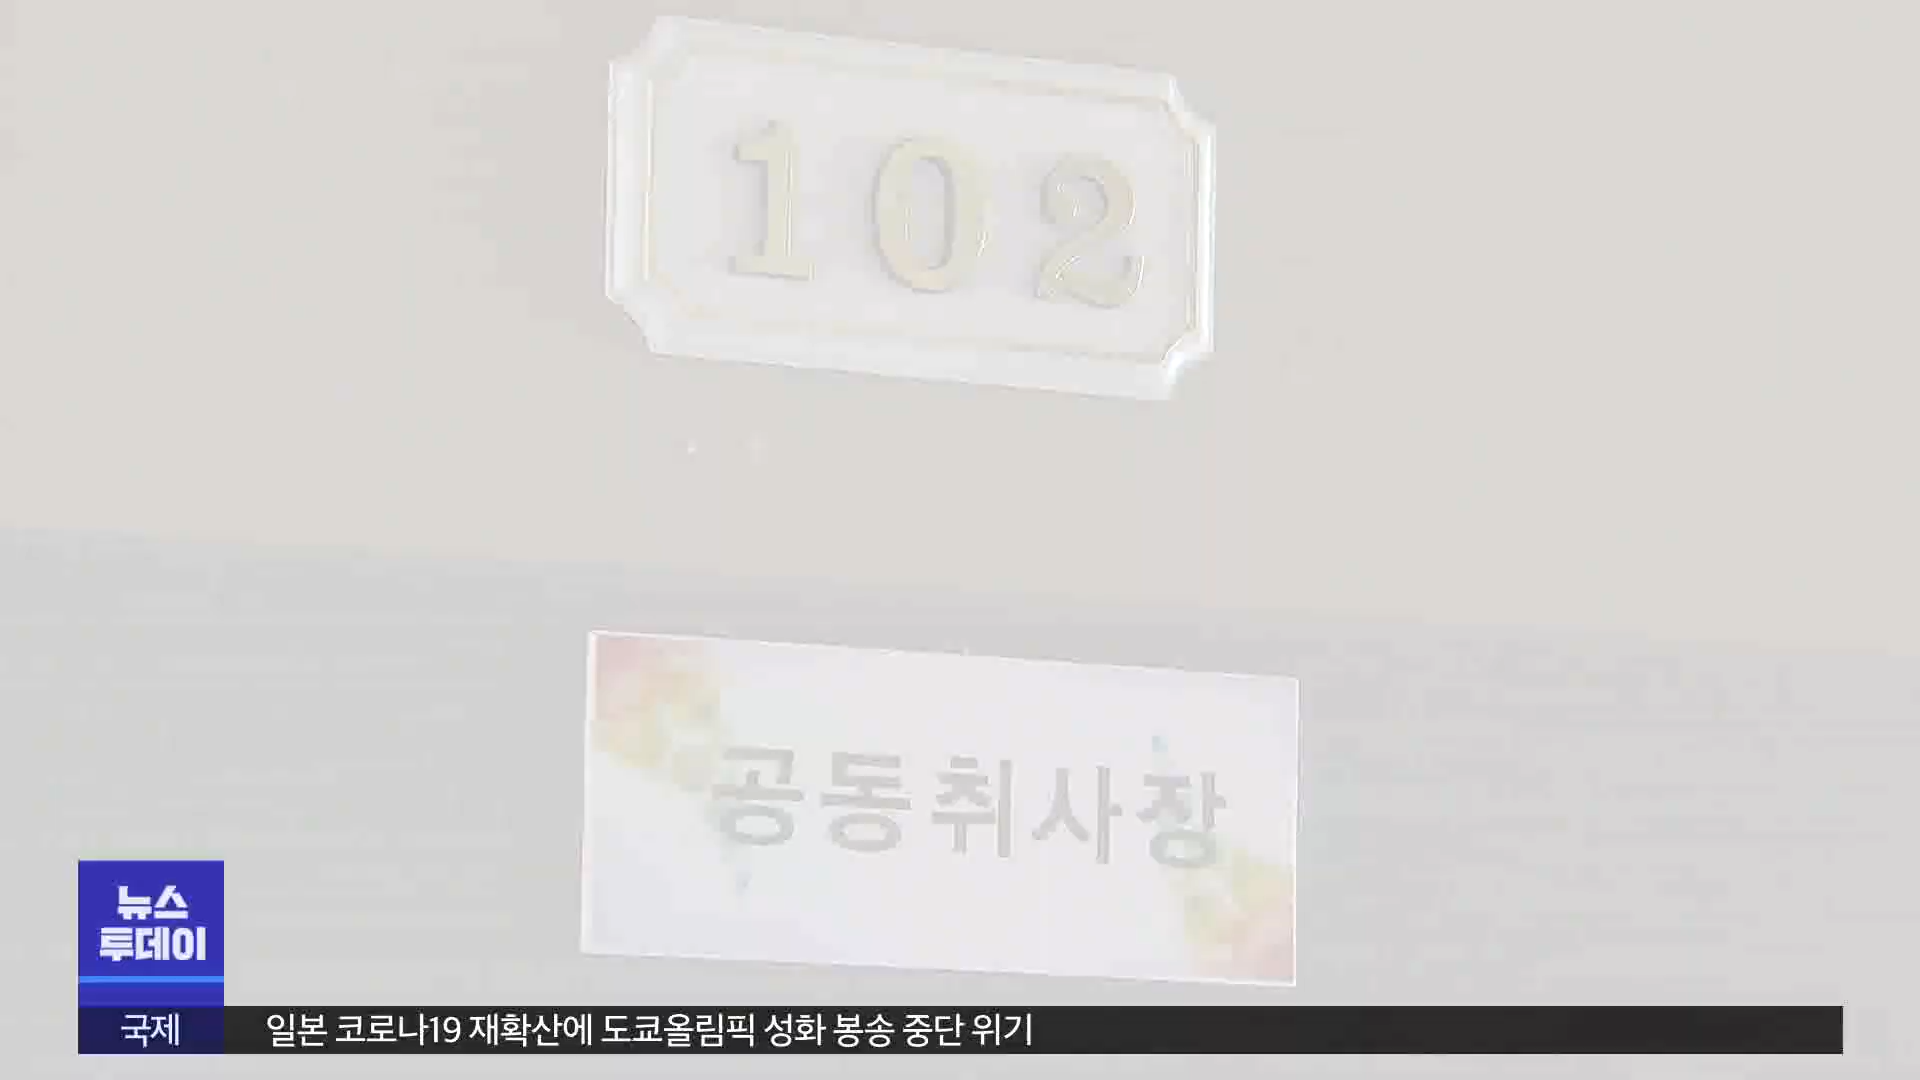 102
공동취사장
뉴스
투데이
국제
일본 코로나19 재확산에 도쿄올림픽 성화 봉송 중단 위기